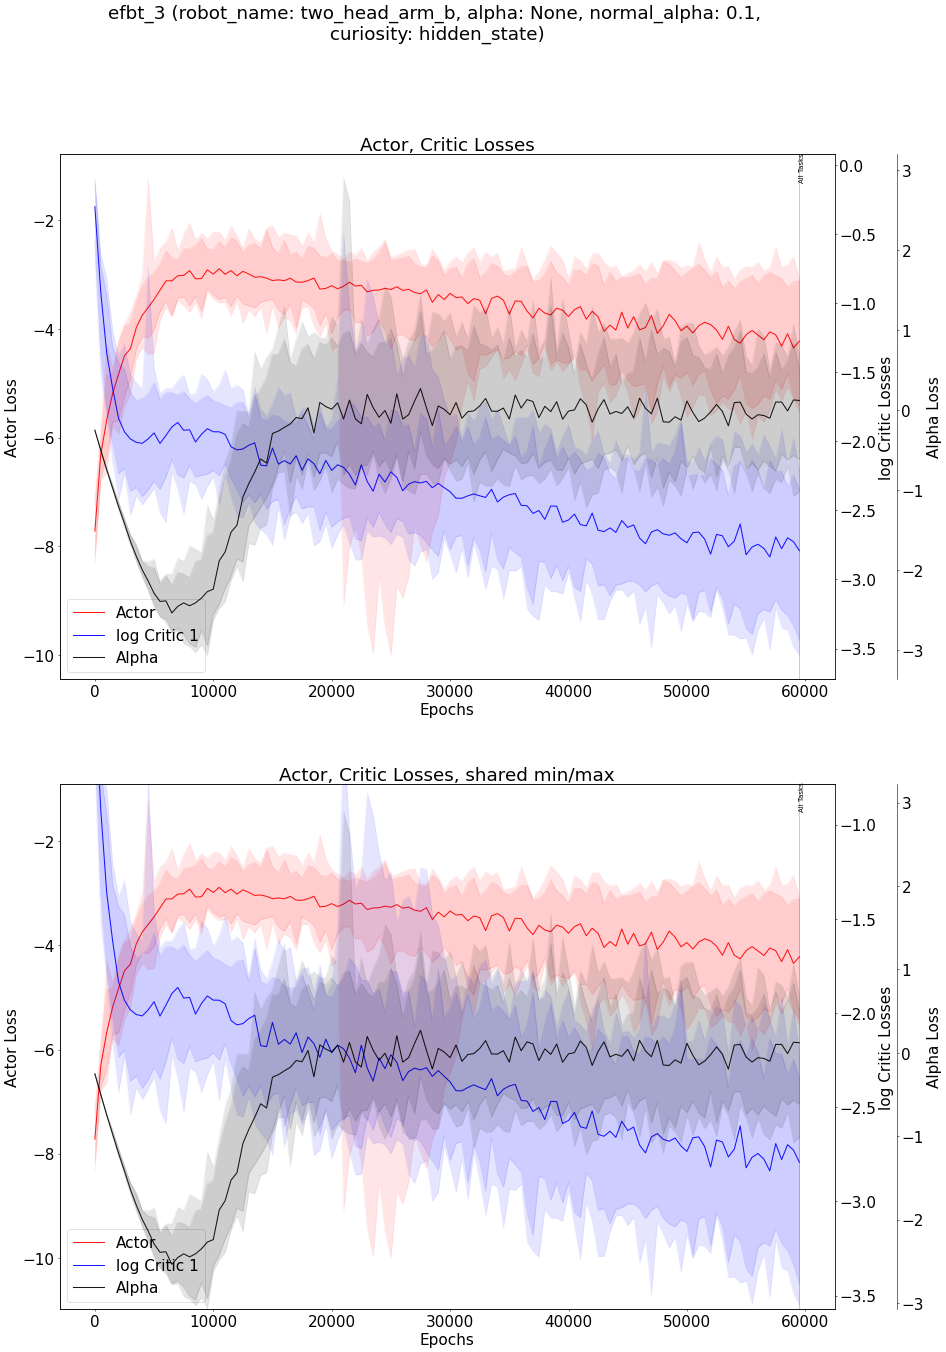 efbt_3 (robot_name: two_head_arm_b, alpha: None, normal_alpha: 0.1,
curiosity: hidden_state)
Actor, Critic Losses
All Tasks
−2
−4
−6
−8
−10
Actor Loss
0.0
−0.5
−1.0
−1.5
−2.0
−2.5
−3.0
−3.5
log Critic Losses
3
2
1
0
−1
−2
−3
Alpha Loss
Actor
log Critic 1
Alpha
0 10000 20000 30000 40000 50000 60000
Epochs
Actor, Critic Losses, shared min/max
All Tasks
−2
−4
−6
−8
−10
Actor Loss
−1.0
−1.5
−2.0
−2.5
−3.0
−3.5
log Critic Losses
3
2
1
0
−1
−2
−3
Alpha Loss
Actor
log Critic 1
Alpha
0 10000 20000 30000 40000 50000 60000
Epochs